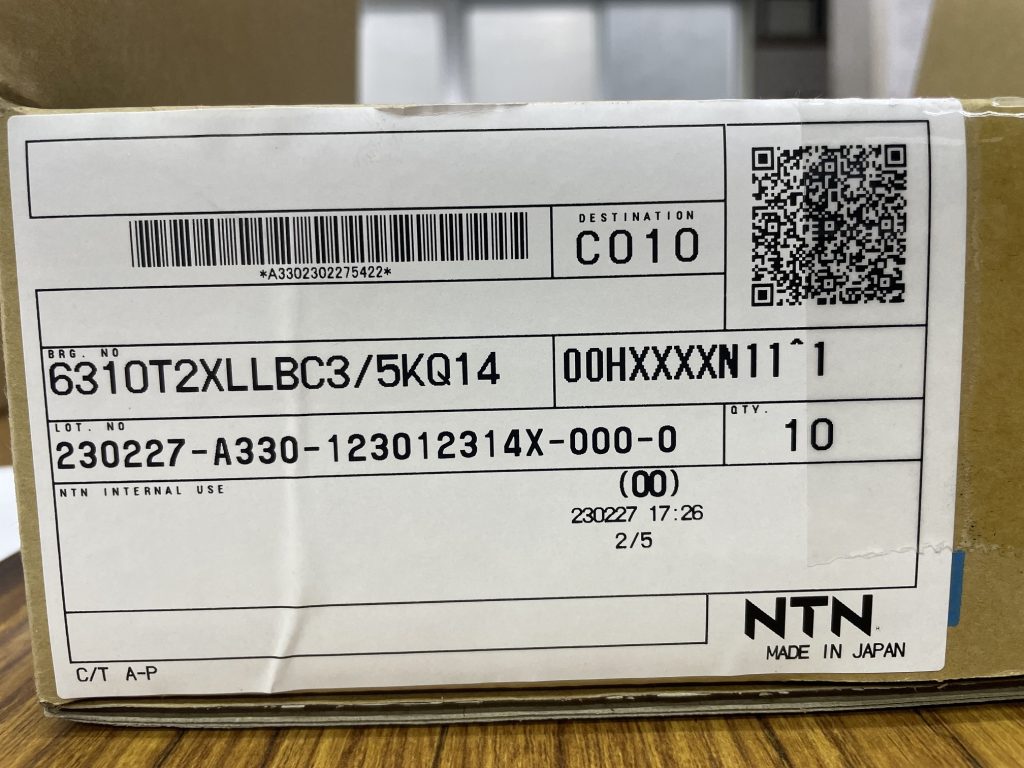 DESTINATION
C010
*A3302302275422*
BRG. NO
6310T2XLLBC3/5KQ14
00HXXXXN11^1
LOT. NO
230227-A330-123012314X-000-0
QTY.
10
NTN INTERNAL USE
(00)
230227 17:26
2/5
NTN
MADE IN JAPAN
C/T A-P